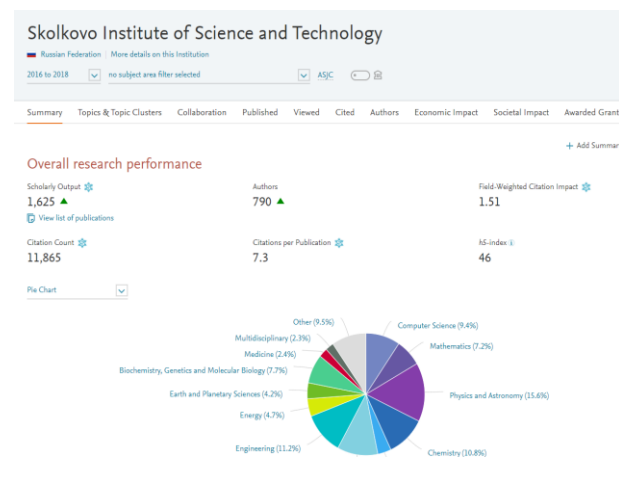 Skolkovo Institute of Science and Technology
Russian Federation | More details on this Institution
2016 to 2018 no subject area filter selected ASJC
Summary Topics & Topic Clusters Collaboration Published Viewed Cited Authors Economic Impact Societal Impact Awarded Grant
+ Add Summar
Overall research performance
Scholarly Output Authors Field-Weighted Citation Impact
1,625 790 1.51
View list of publications
Citation Count Citations per Publication h5-index
11,865 7.3 46
Pie Chart
Other (9.5%)
Computer Science (9.4%)
Multidisciplinary (2.3%)
Mathematics (7.2%)
Medicine (2.4%)
Biochemistry, Genetics and Molecular Biology (7.7%)
Earth and Planetary Sciences (4.2%)
Physics and Astronomy (15.6%)
Energy (4.7%)
Engineering (11.2%)
Chemistry (10.8%)